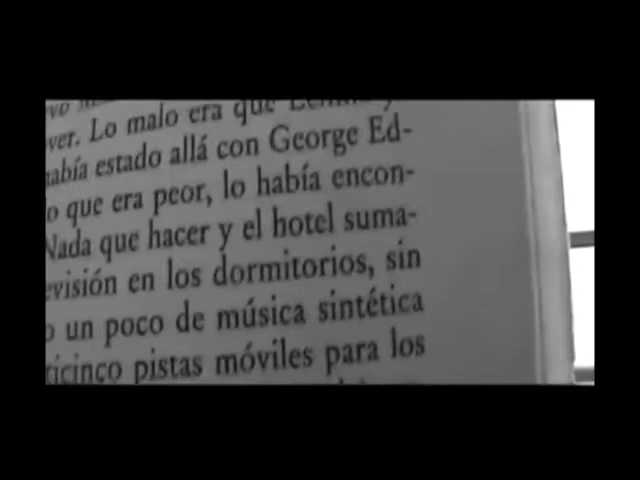 ver. Lo malo era que Lenina y
había estado allá con George Ed-
o que era peor, lo había encon-
Nada que hacer y el hotel suma-
evisión en los dormitorios, sin
o un poco de música sintética
ticinco pistas móviles para los